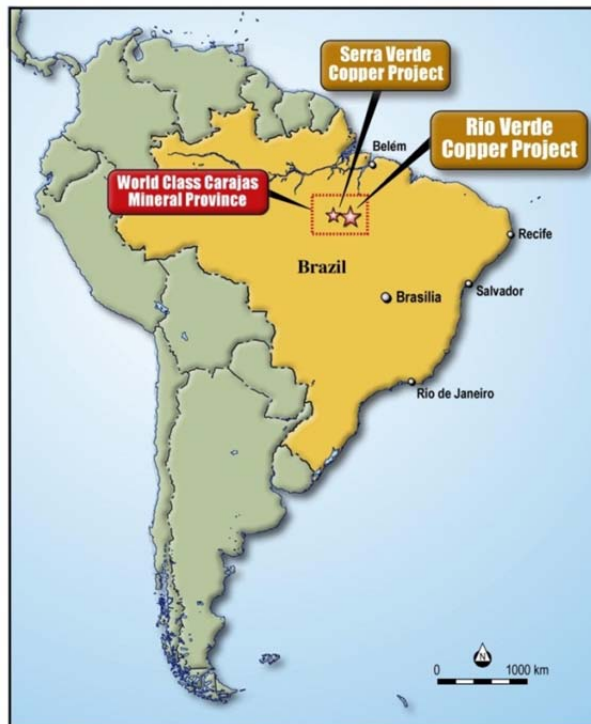 Serra Verde
Copper Project
Belém
Rio Verde
Copper Project
World Class Carajas
Mineral Province
Recife
Brazil
Brasilia
Salvador
Rio de Janeiro
N
0 1000 km